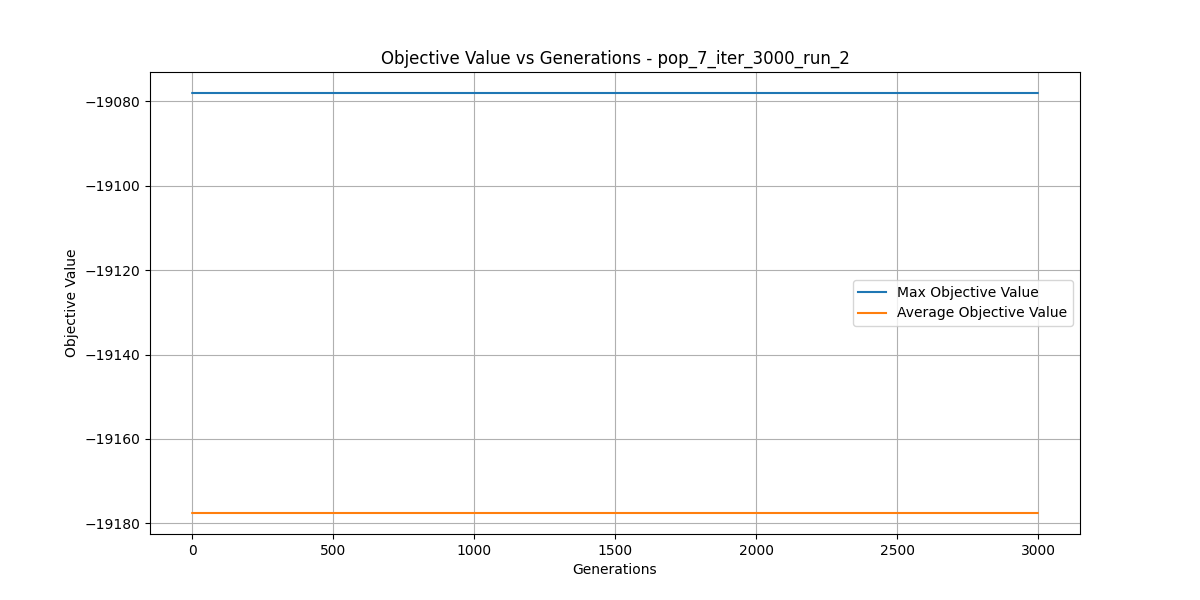 Objective Value vs Generations - pop_7_iter_3000_run_2
−19080
−19100
−19120
−19140
−19160
−19180
Objective Value
Max Objective Value
Average Objective Value
0 500 1000 1500 2000 2500 3000
Generations